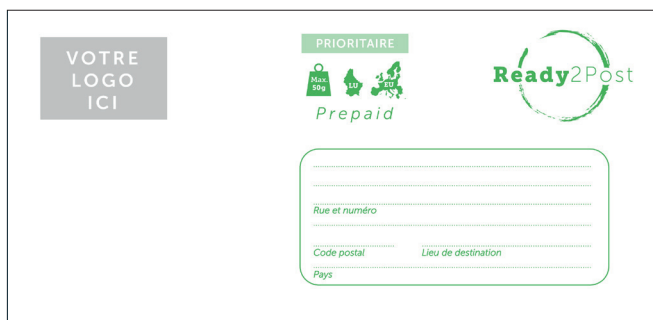 VOTRE
LOGO
ICI
PRIORITAIRE
Max.
50g
LU
EU
Prepaid
Ready2Post
Rue et numéro
Code postal Lieu de destination
Pays